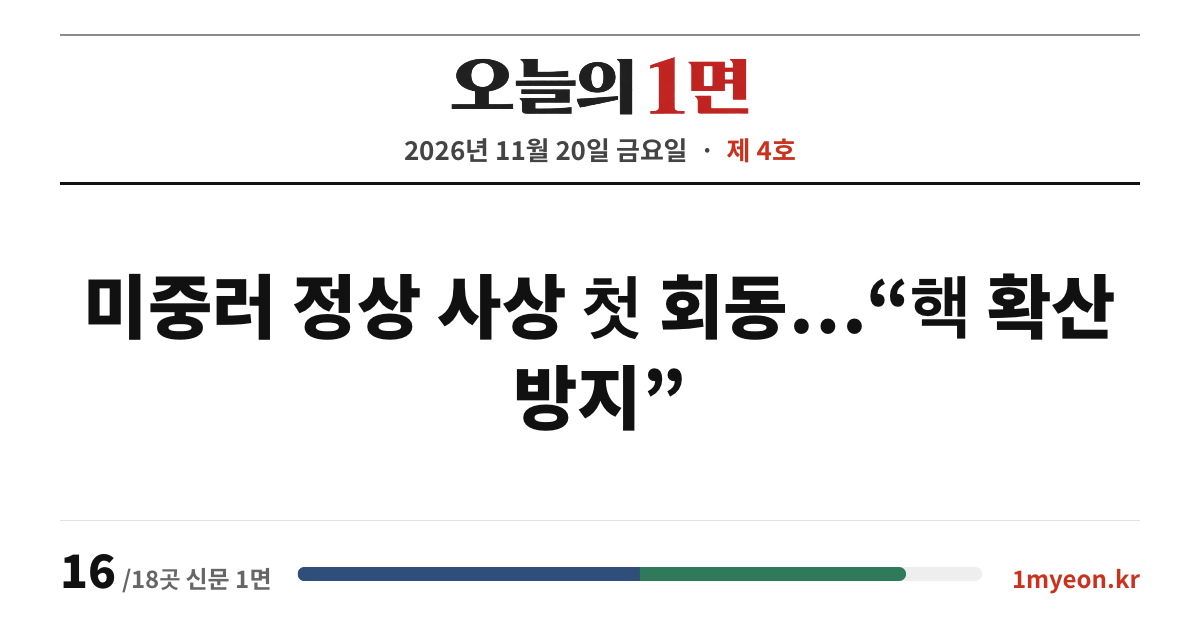 오늘의 1면
2026년 11월 20일 금요일 · 제 4호
미중러 정상 사상 첫 회동…“핵 확산
방지”
16 /18곳 신문 1면
1myeon.kr